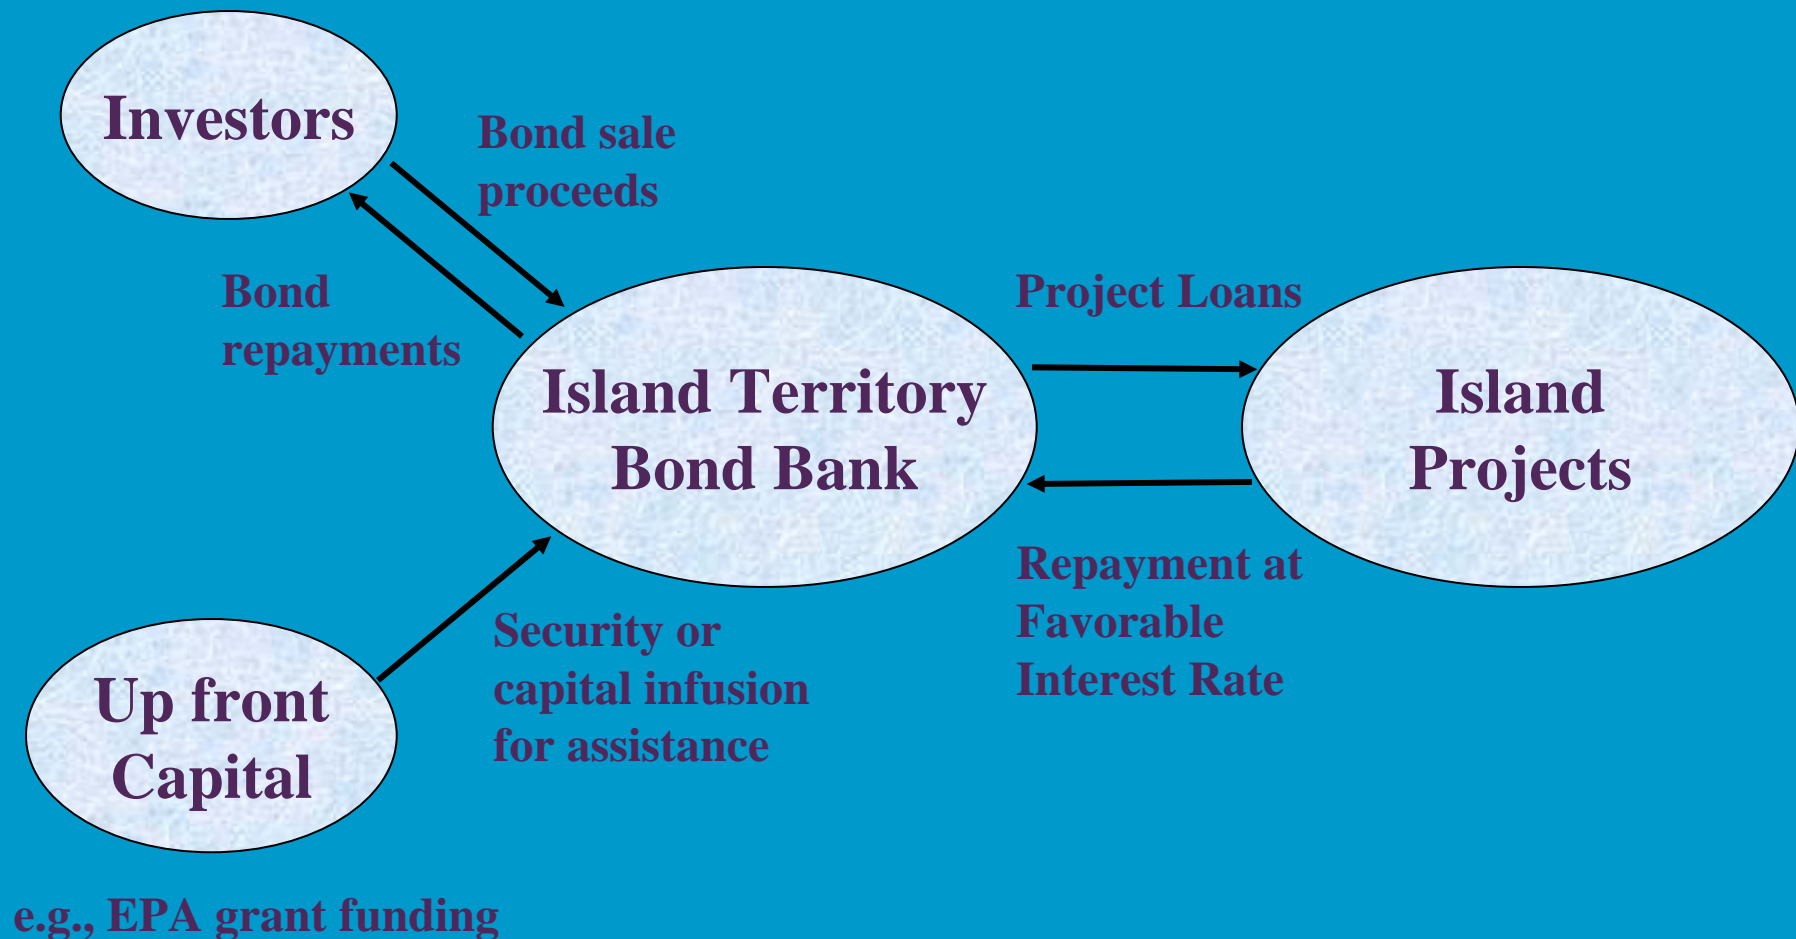 Investors
Bond sale
proceeds
Bond
repayments
Island Territory
Bond Bank
Project Loans
Island
Projects
Repayment at
Favorable
Interest Rate
Security or
capital infusion
for assistance
Up front
Capital
e.g., EPA grant funding